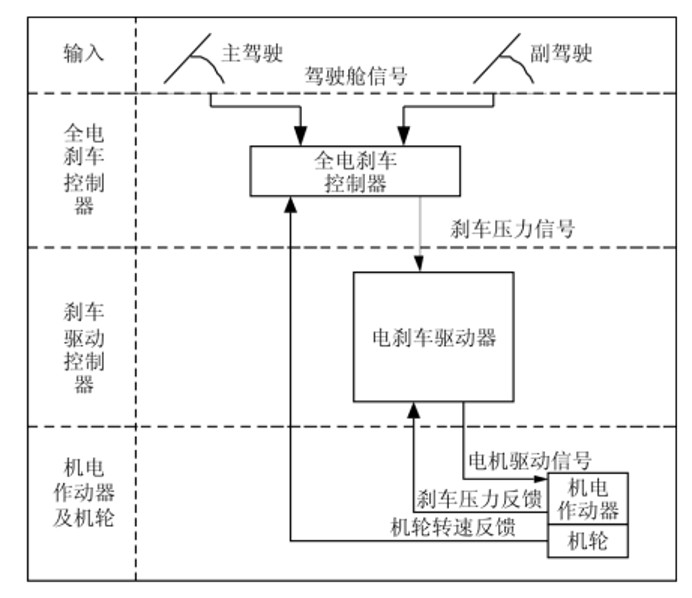 输入
主驾驶
副驾驶
驾驶舱信号
全电
刹车
控制
器
全电刹车
控制器
刹车压力信号
刹车
驱动
控制
器
电刹车驱动器
机电
作动器
及机轮
电机驱动信号
机电
作动器
刹车压力反馈
机轮转速反馈
机轮